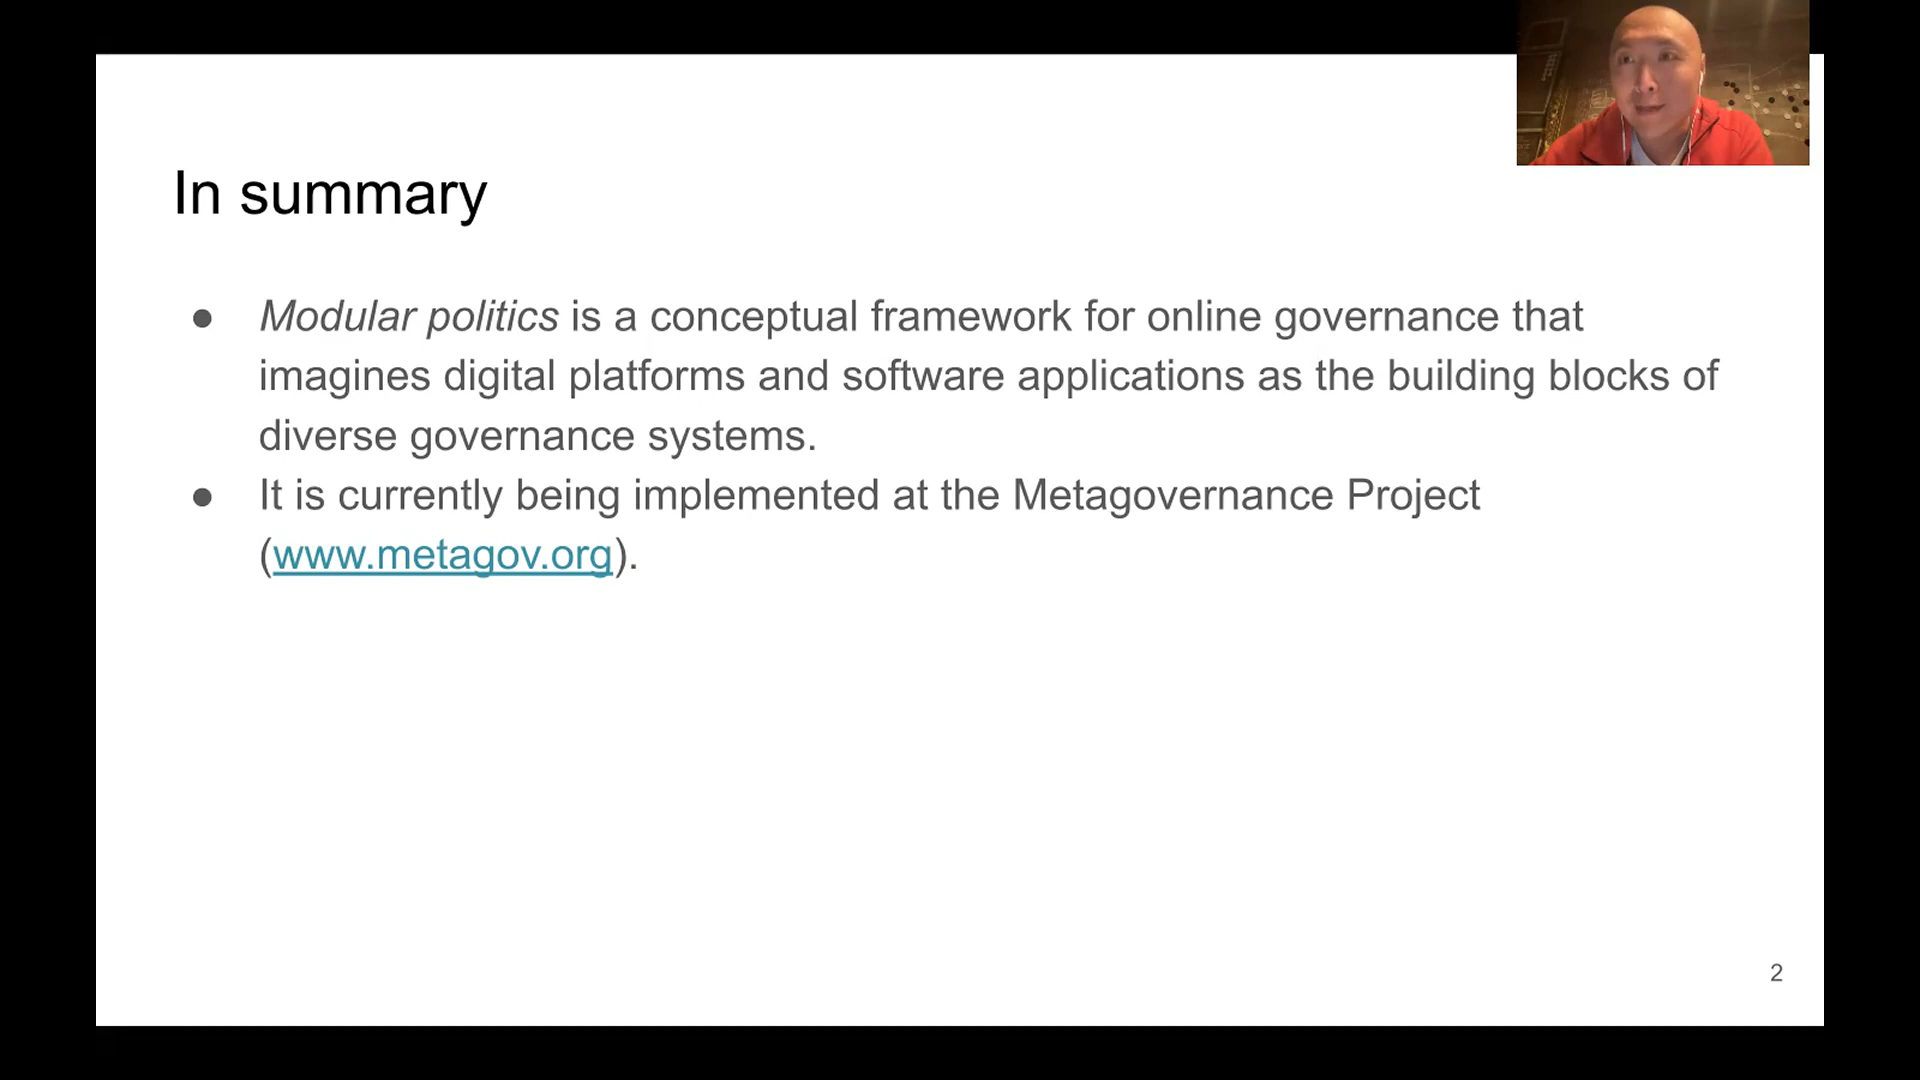 In summary
● Modular politics is a conceptual framework for online governance that
imagines digital platforms and software applications as the building blocks of
diverse governance systems.
● It is currently being implemented at the Metagovernance Project
(www.metagov.org).
2